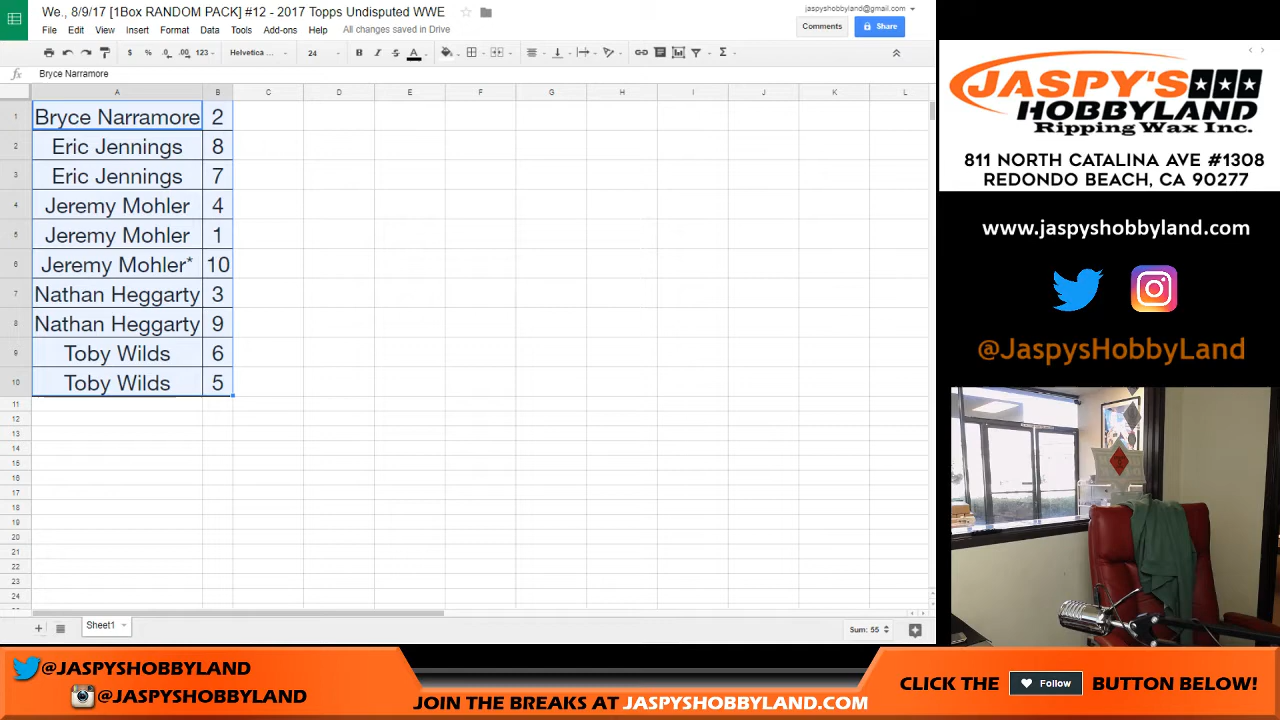 We., 8/9/17 [1Box RANDOM PACK] #12 - 2017 Topps Undisputed WWE
jaspyshobbyland@gmail.com
File Edit View Insert Format Data Tools Add-ons Help All changes saved in Drive
Comments
Share
$ % .0 .00 123 Helvetica ... 24
fx Bryce Narramore
A B C D E F G H I J K L
1 Bryce Narramore 2
2 Eric Jennings 8
3 Eric Jennings 7
4 Jeremy Mohler 4
5 Jeremy Mohler 1
6 Jeremy Mohler* 10
7 Nathan Heggarty 3
8 Nathan Heggarty 9
9 Toby Wilds 6
10 Toby Wilds 5
11
12
13
14
15
16
17
18
19
20
21
22
23
24
Sheet1
Sum: 55
JASPY'S
HOBBYLAND
Ripping Wax Inc.
811 NORTH CATALINA AVE #1308
REDONDO BEACH, CA 90277
www.jaspyshobbyland.com
@JaspysHobbyLand
@JASPYSHOBBYLAND
@JASPYSHOBBYLAND
JOIN THE BREAKS AT JASPYSHOBBYLAND.COM
CLICK THE Follow BUTTON BELOW!